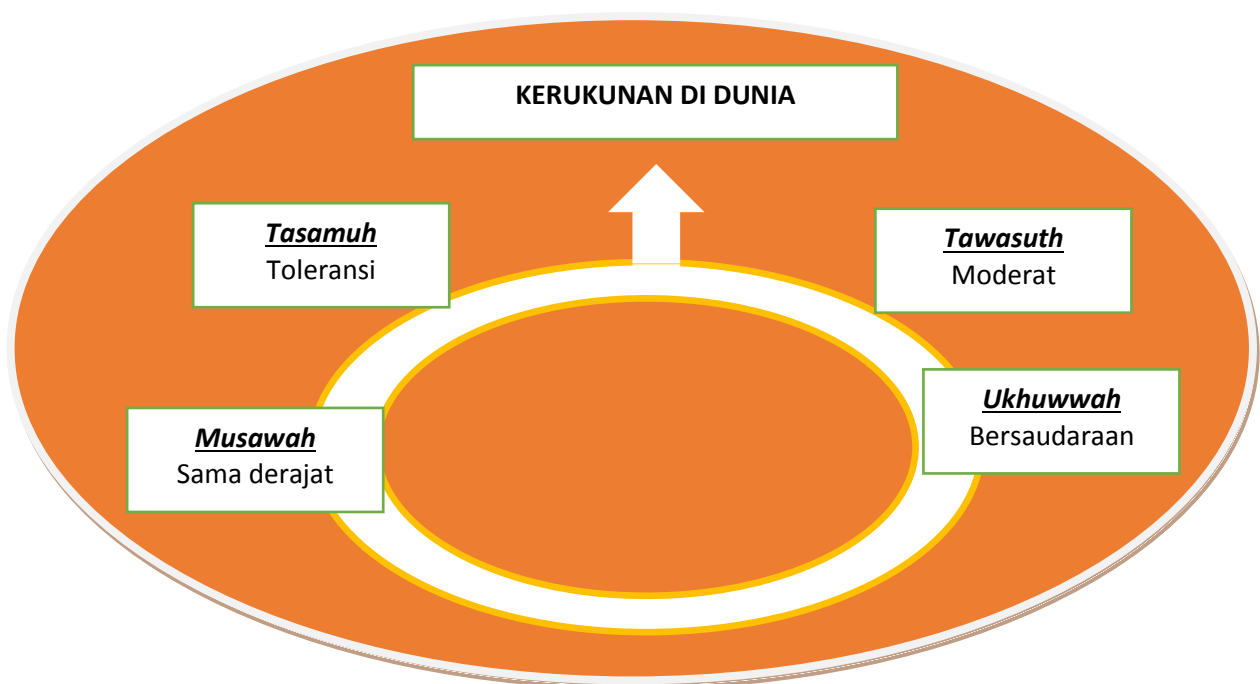 KERUKUNAN DI DUNIA
Tasamuh
Toleransi
Tawasuth
Moderat
Musawah
Sama derajat
Ukhuwwah
Bersaudaraan